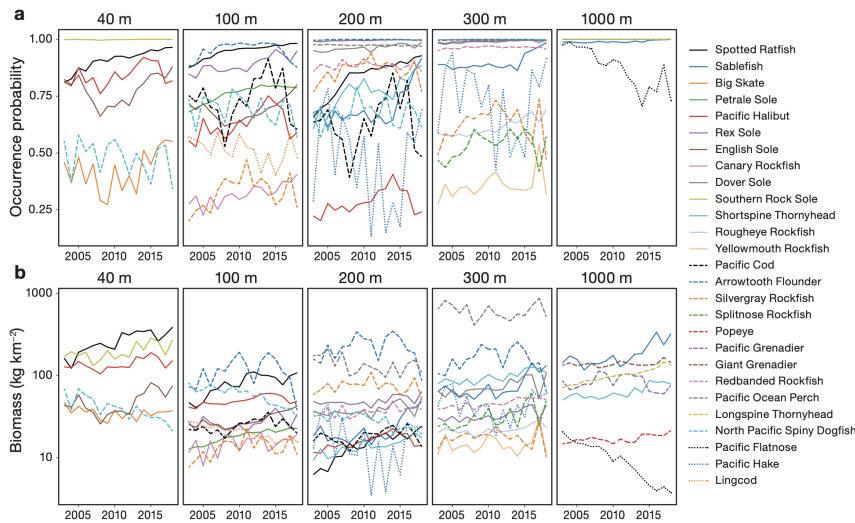 a
40 m 100 m 200 m 300 m 1000 m
Occurrence probability
1.00
0.75
0.50
0.25
2005 2010 2015 2005 2010 2015 2005 2010 2015 2005 2010 2015 2005 2010 2015
b
40 m 100 m 200 m 300 m 1000 m
Biomass (kg km⁻²)
1000
100
10
2005 2010 2015 2005 2010 2015 2005 2010 2015 2005 2010 2015 2005 2010 2015
Spotted Ratfish
Sablefish
Big Skate
Petrale Sole
Pacific Halibut
Rex Sole
English Sole
Canary Rockfish
Dover Sole
Southern Rock Sole
Shortspine Thornyhead
Rougheye Rockfish
Yellowmouth Rockfish
Pacific Cod
Arrowtooth Flounder
Silvergray Rockfish
Splitnose Rockfish
Popeye
Pacific Grenadier
Giant Grenadier
Redbanded Rockfish
Pacific Ocean Perch
Longspine Thornyhead
North Pacific Spiny Dogfish
Pacific Flatnose
Pacific Hake
Lingcod